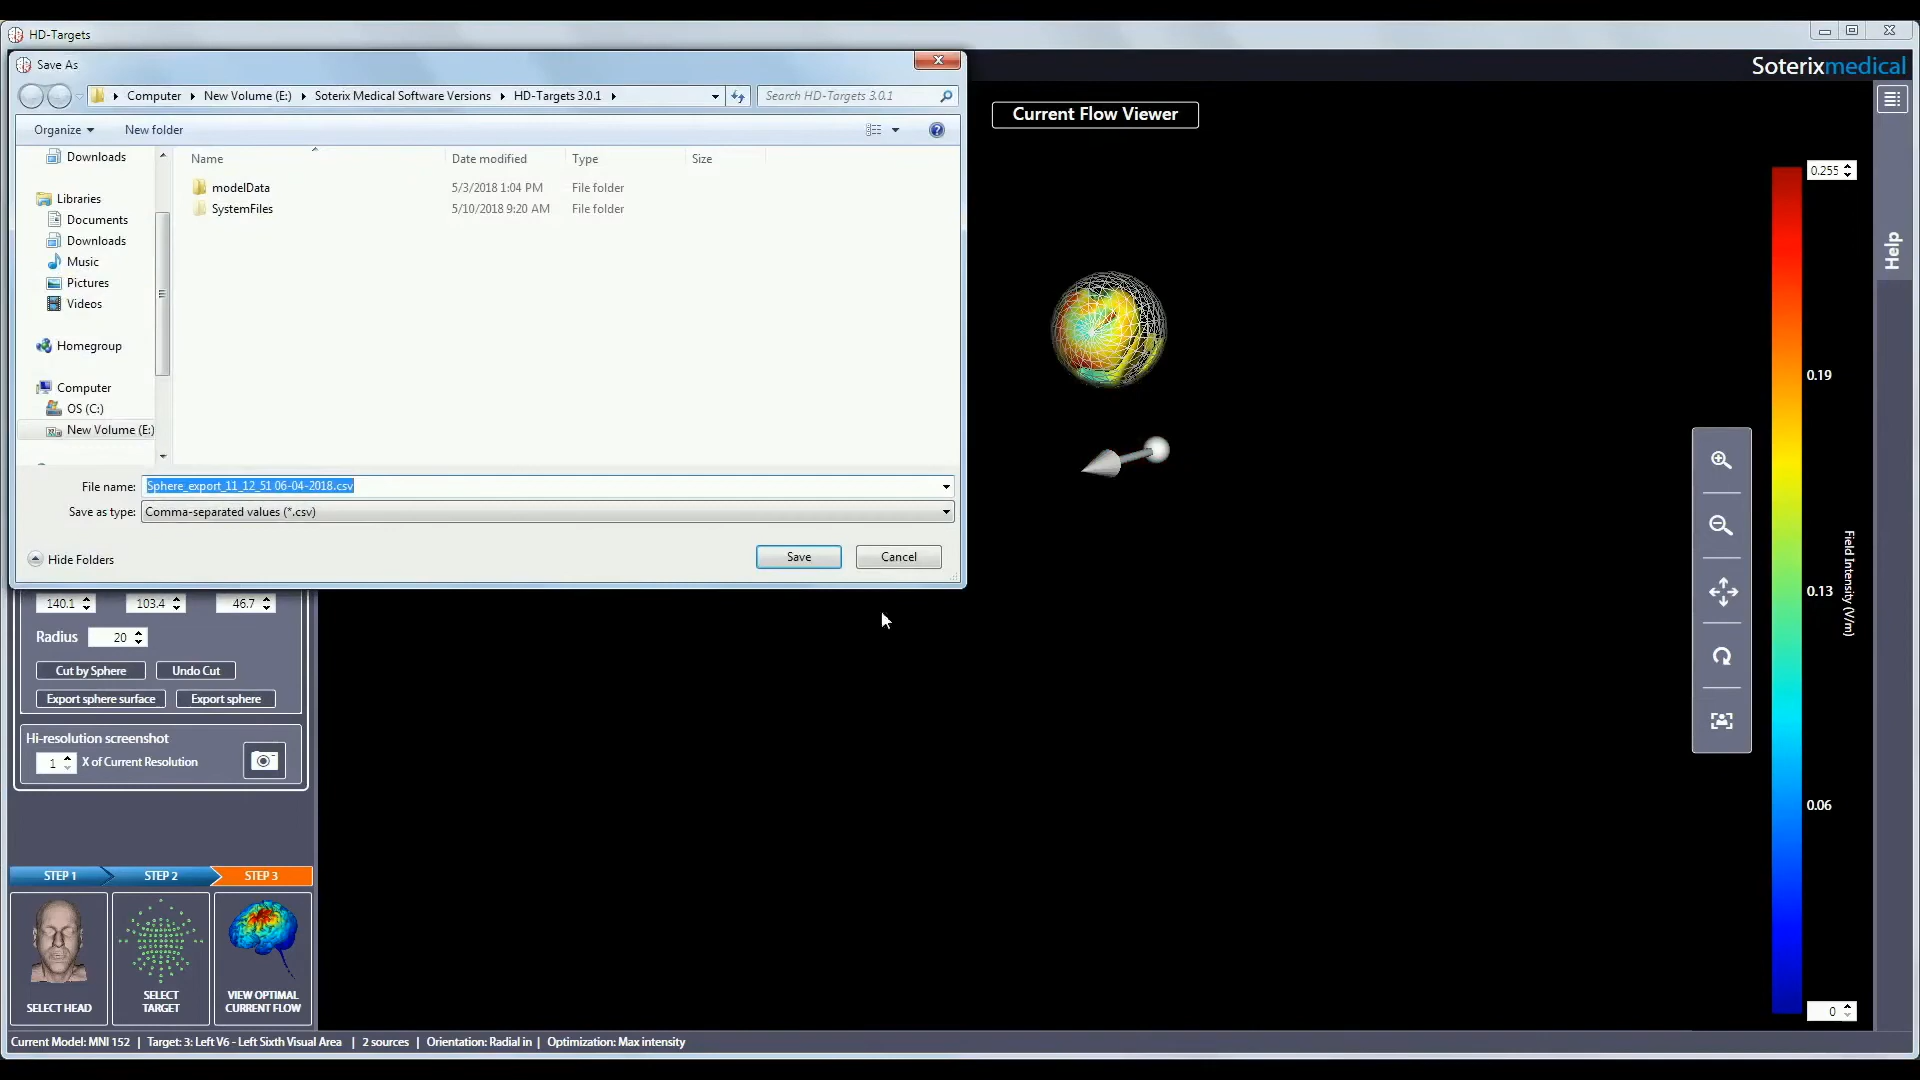 HD-Targets
Save As
Soterixmedical
Computer New Volume (E:) Soterix Medical Software Versions HD-Targets 3.0.1
Search HD-Targets 3.0.1
Current Flow Viewer
Organize New folder
Name Date modified Type Size
Downloads
modelData 5/3/2018 1:04 PM File folder
SystemFiles 5/10/2018 9:20 AM File folder
Libraries
Documents
Downloads
Music
Pictures
Videos
Homegroup
Computer
OS (C:)
New Volume (E:)
File name: Sphere_export_11_12_51 06-04-2018.csv
Save as type: Comma-separated values (*.csv)
Hide Folders
Save Cancel
0.255
Help
0.19
0.13
Field Intensity (V/m)
0.06
0
140.1 103.4 46.7
Radius 20
Cut by Sphere Undo Cut
Export sphere surface Export sphere
Hi-resolution screenshot
1 X of Current Resolution
STEP 1 STEP 2 STEP 3
SELECT HEAD
SELECT
TARGET
VIEW OPTIMAL
CURRENT FLOW
Current Model: MNI 152 | Target: 3: Left V6 - Left Sixth Visual Area | 2 sources | Orientation: Radial in | Optimization: Max intensity